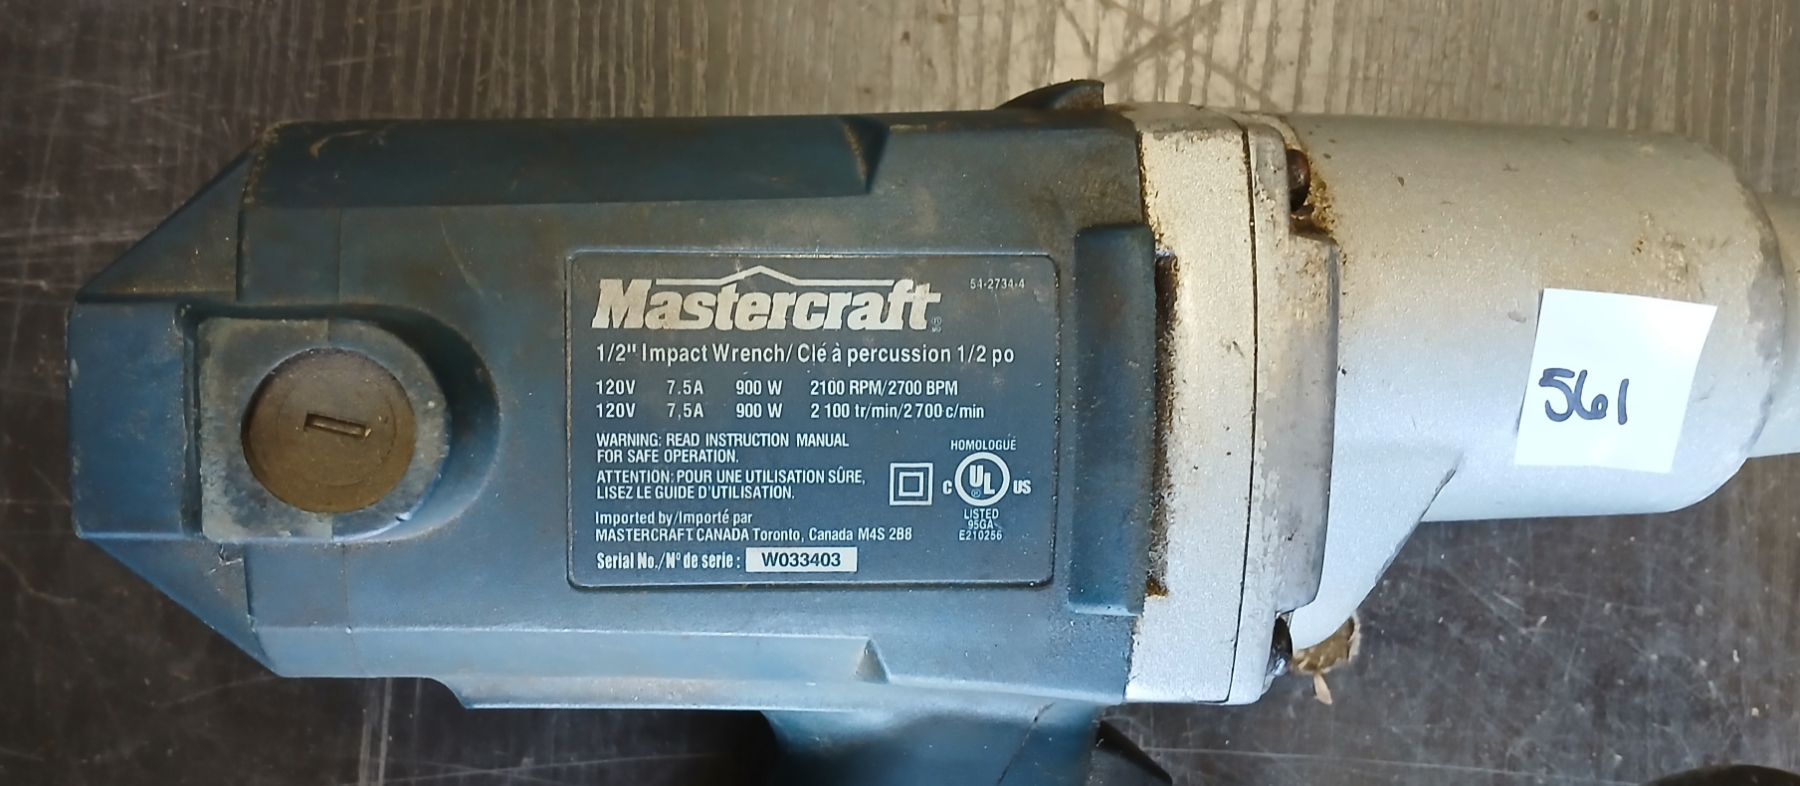 Mastercraft ®
54-2734-4
1/2" Impact Wrench/ Clé à percussion 1/2 po
120V 7.5A 900 W 2100 RPM/2700 BPM
120V 7,5A 900 W 2 100 tr/min/2 700 c/min
WARNING: READ INSTRUCTION MANUAL
FOR SAFE OPERATION.
ATTENTION: POUR UNE UTILISATION SÛRE,
LISEZ LE GUIDE D'UTILISATION.
HOMOLOGUÉ
C UL ® US
LISTED
95GA
E210256
Imported by/Importé par
MASTERCRAFT CANADA Toronto, Canada M4S 2B8
Serial No./Nº de serie : W033403
561